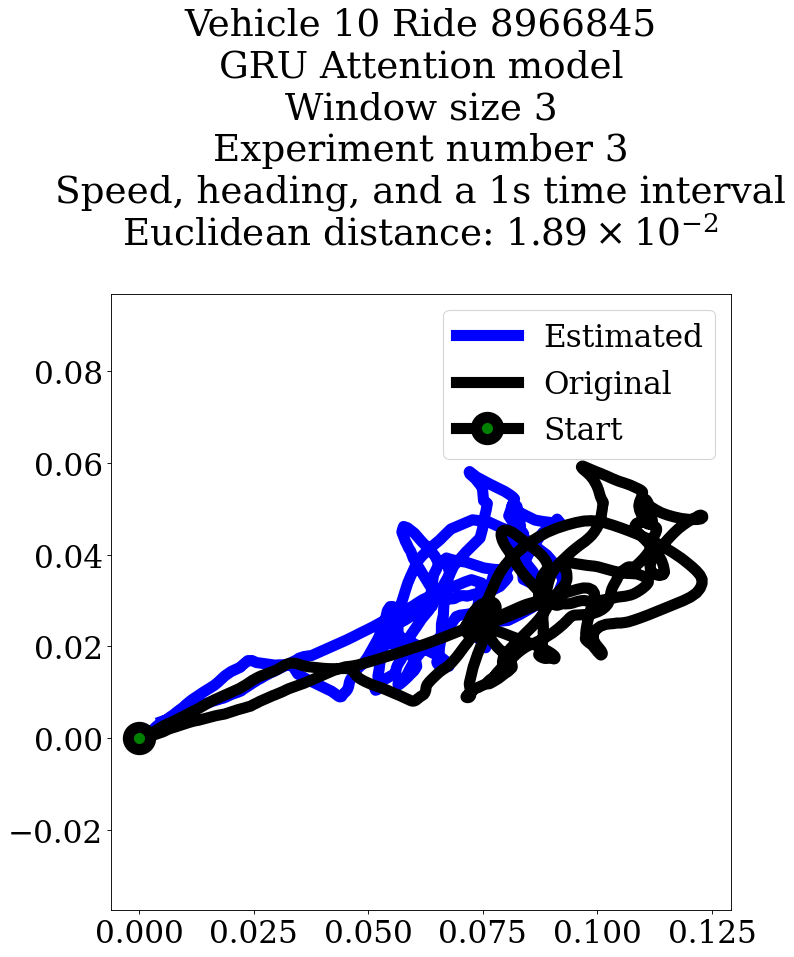 Vehicle 10 Ride 8966845
GRU Attention model
Window size 3
Experiment number 3
Speed, heading, and a 1s time interval
Euclidean distance: 1.89 × 10⁻²
Estimated
Original
Start
0.08
0.06
0.04
0.02
0.00
−0.02
0.000 0.025 0.050 0.075 0.100 0.125